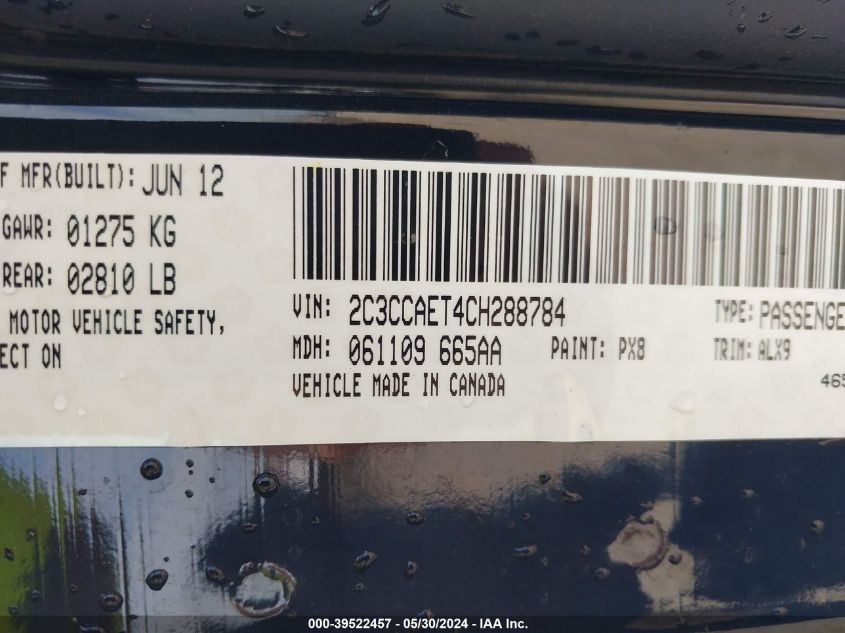 F MFR(BUILT): JUN 12
GAWR: 01275 KG
REAR: 02810 LB
MOTOR VEHICLE SAFETY,
ECT ON
VIN: 2C3CCAET4CH288784
TYPE: PASSENGE
MDH: 061109 665AA
PAINT: PX8
TRIM: ALX9
VEHICLE MADE IN CANADA
465
000-39522457 - 05/30/2024 - IAA Inc.